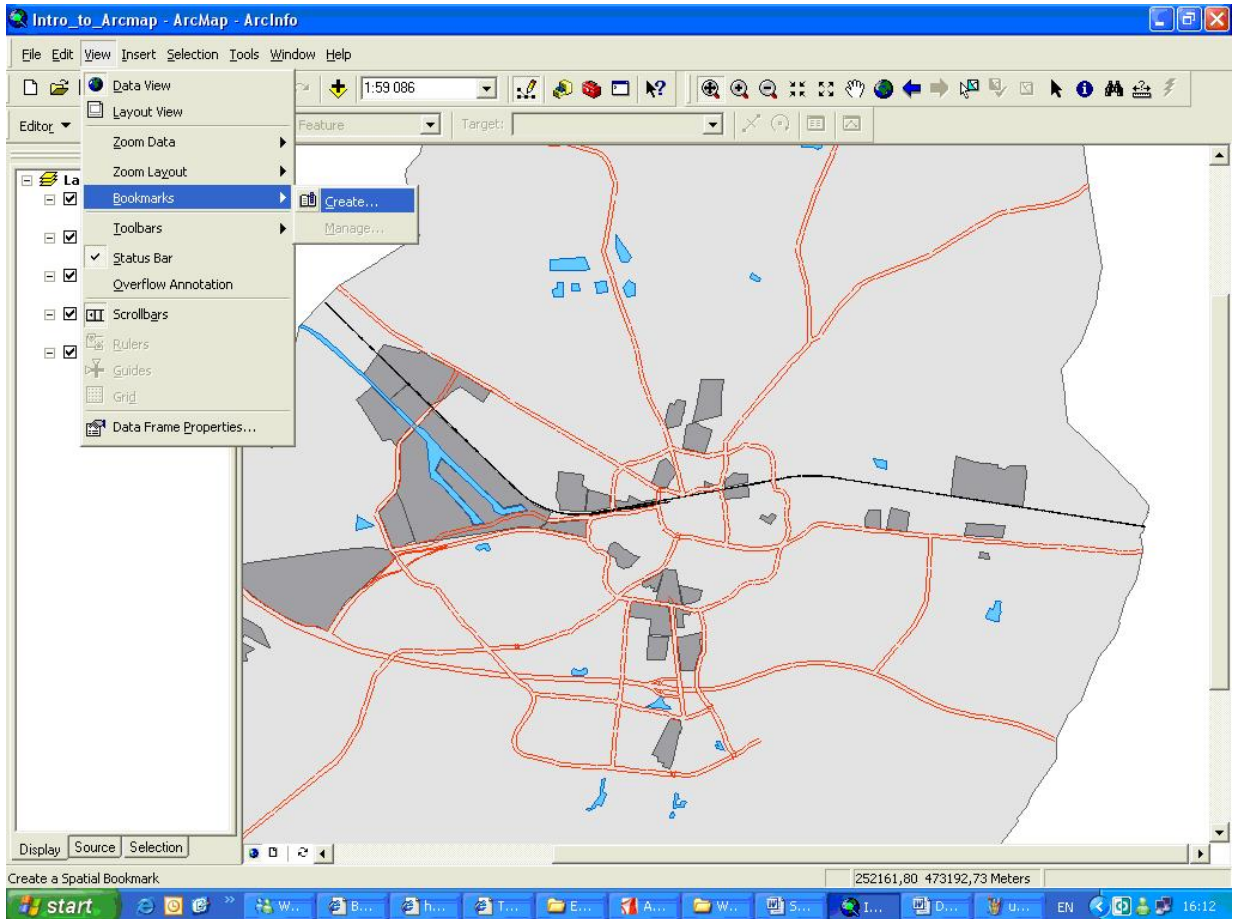 Intro_to_Arcmap - ArcMap - ArcInfo
File Edit View Insert Selection Tools Window Help
1:59 086
Editor Feature Target:
Data View
Layout View
Zoom Data
Zoom Layout
Bookmarks
Create...
Manage...
Toolbars
Status Bar
Overflow Annotation
Scrollbars
Rulers
Guides
Grid
Data Frame Properties...
La
Display Source Selection
Create a Spatial Bookmark
252161,80 473192,73 Meters
start W... B... h... T... E... A... W... S... I... D... u... EN 16:12